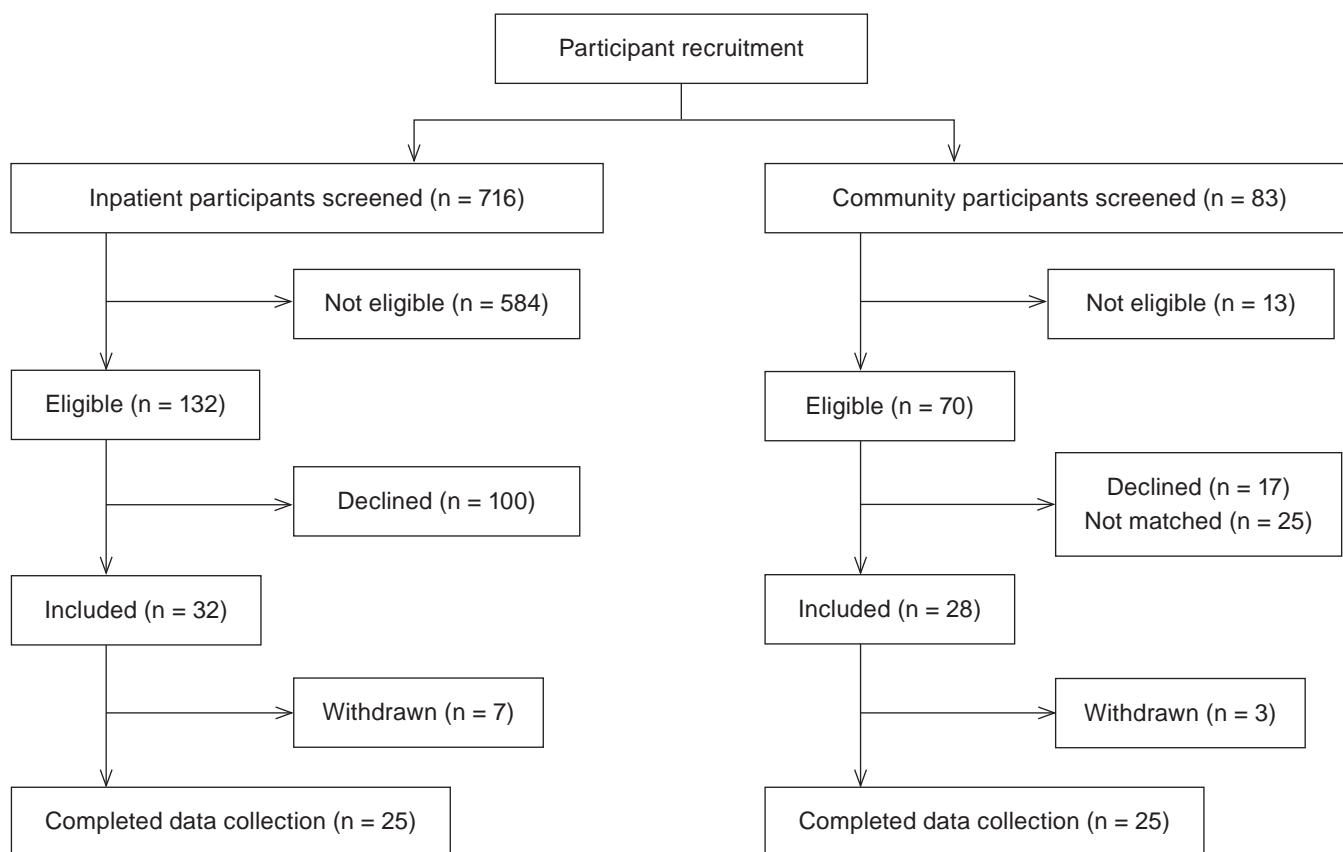 Participant recruitment
Inpatient participants screened (n = 716)
Community participants screened (n = 83)
Not eligible (n = 584)
Not eligible (n = 13)
Eligible (n = 132)
Eligible (n = 70)
Declined (n = 100)
Declined (n = 17)
Not matched (n = 25)
Included (n = 32)
Included (n = 28)
Withdrawn (n = 7)
Withdrawn (n = 3)
Completed data collection (n = 25)
Completed data collection (n = 25)